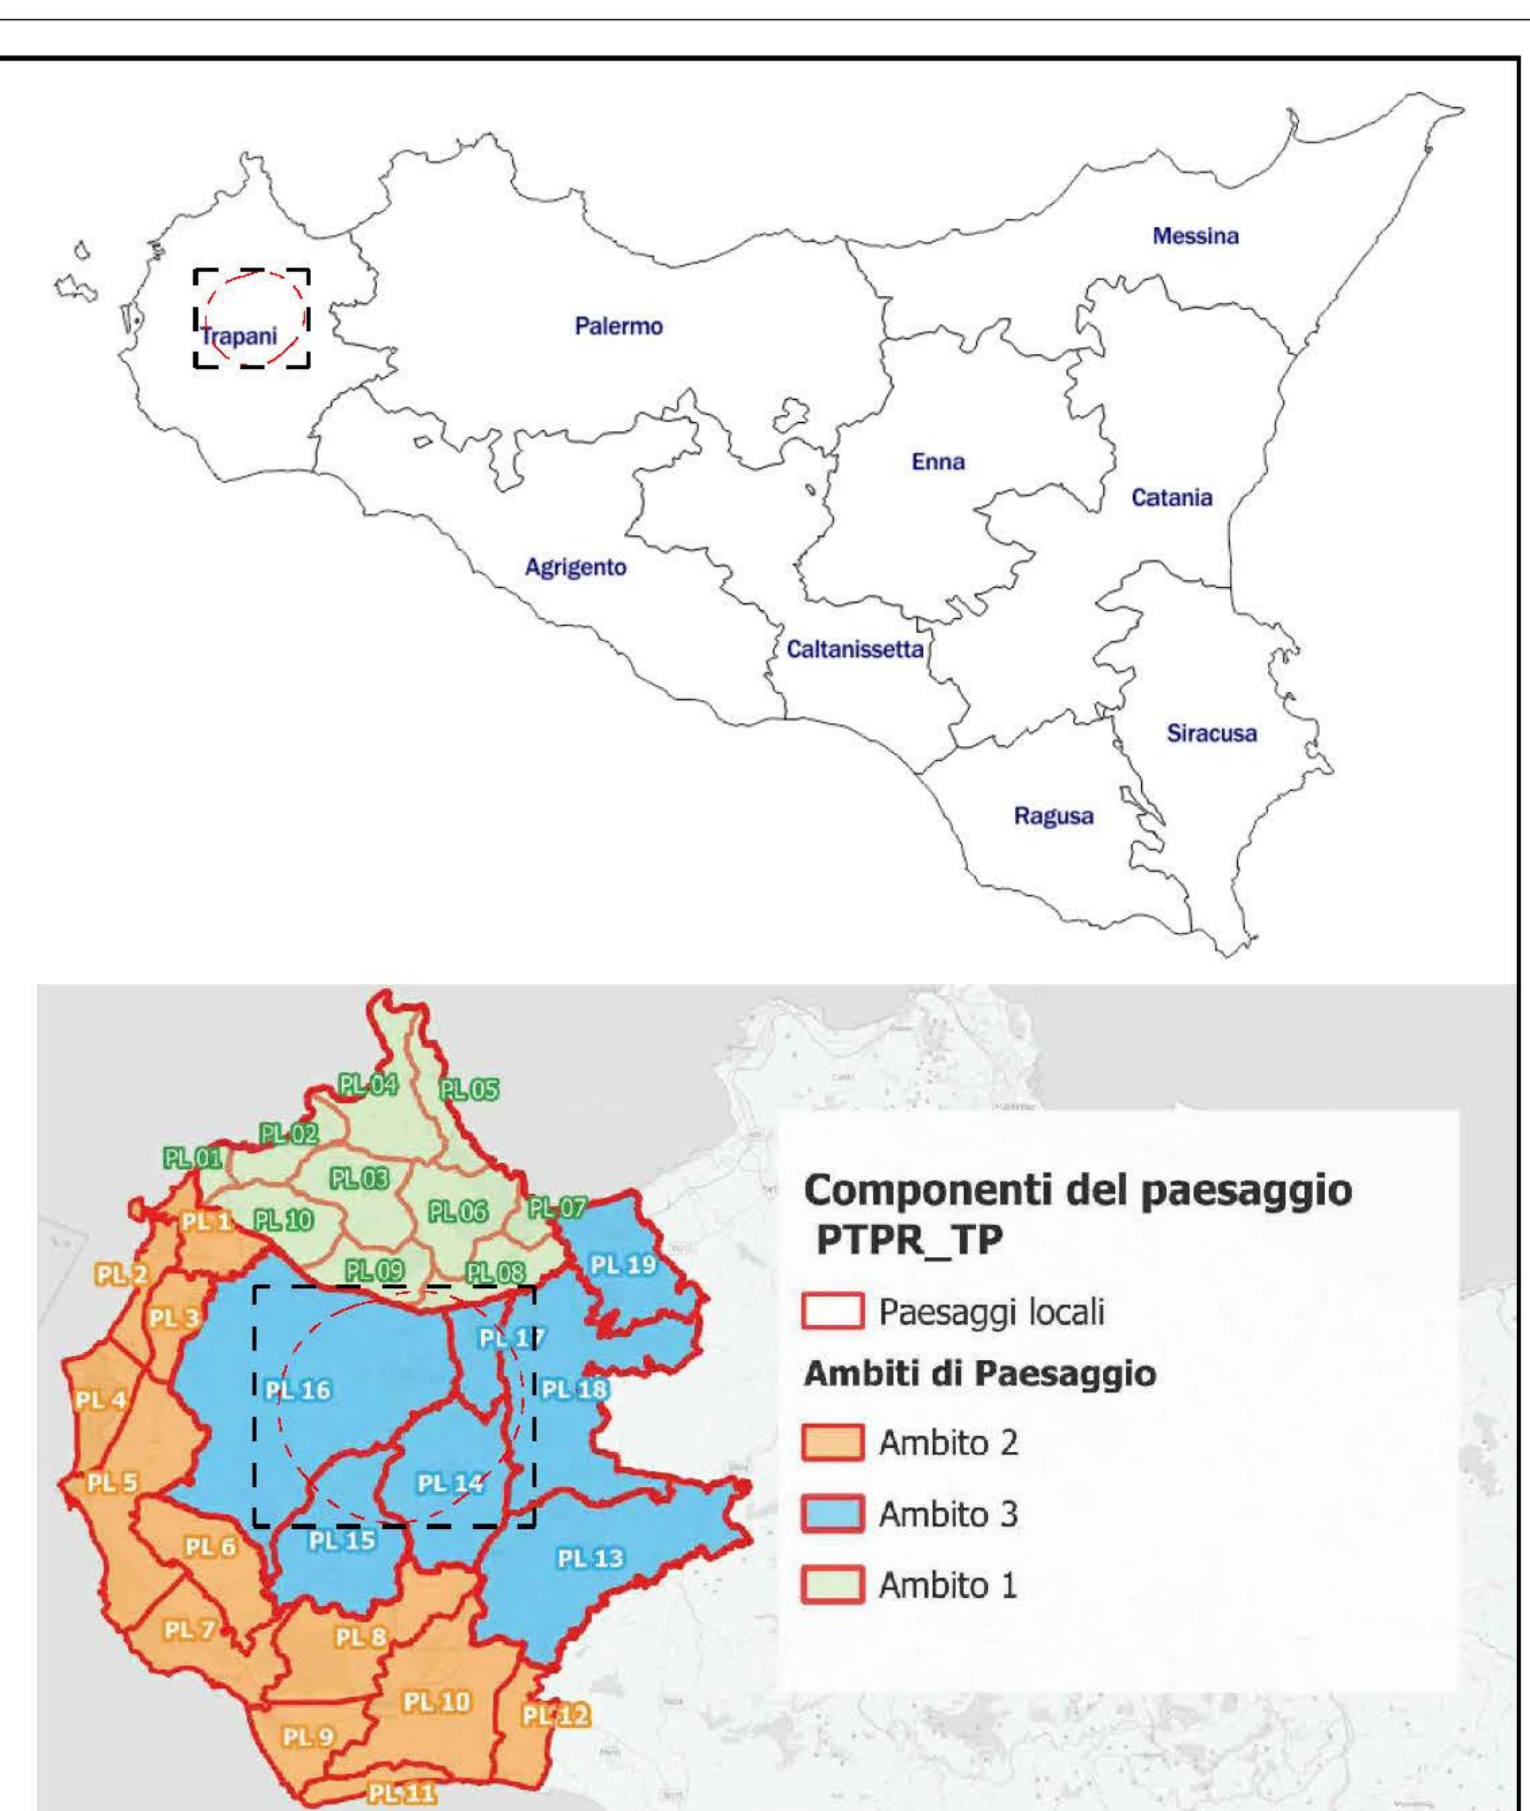 Messina
Trapani
Palermo
Enna
Catania
Agrigento
Caltanissetta
Siracusa
Ragusa
PL 04
PL 05
PL 02
PL 01
PL 03
PL 10
PL 06
PL 07
PL 09
PL 08
PL 1
PL 2
PL 3
PL 19
PL 17
PL 16
PL 18
PL 4
PL 14
PL 5
PL 15
PL 6
PL 13
PL 7
PL 8
PL 10
PL 12
PL 9
PL 11
Componenti del paesaggio
PTPR_TP
Paesaggi locali
Ambiti di Paesaggio
Ambito 2
Ambito 3
Ambito 1